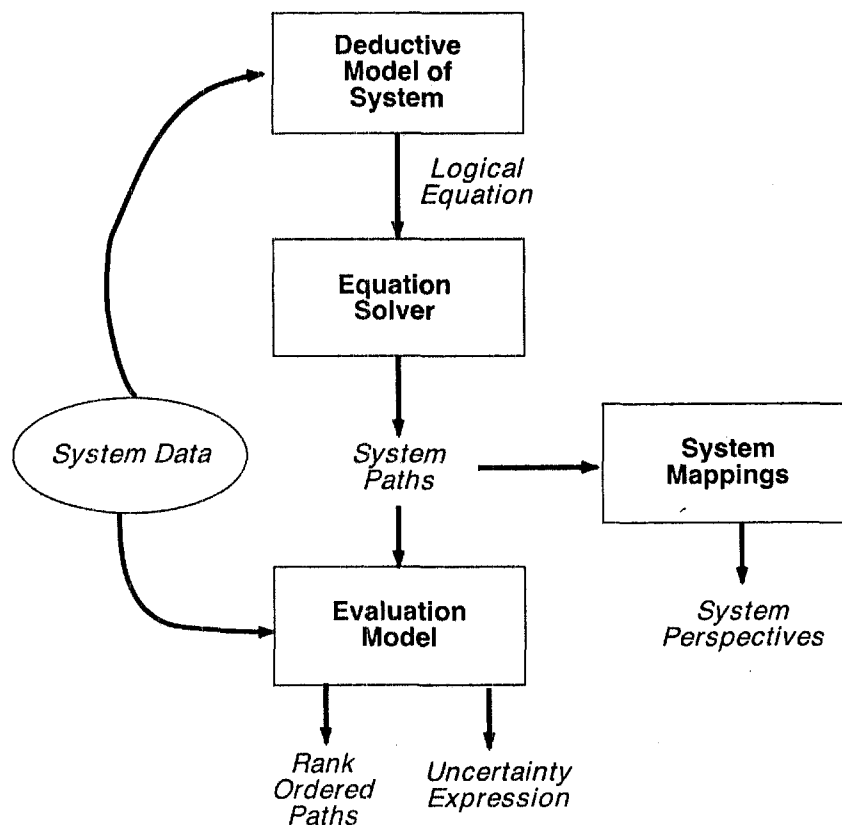 Deductive
Model of
System
Logical
Equation
Equation
Solver
System Data
System
Paths
System
Mappings
Evaluation
Model
System
Perspectives
Rank
Ordered
Paths
Uncertainty
Expression